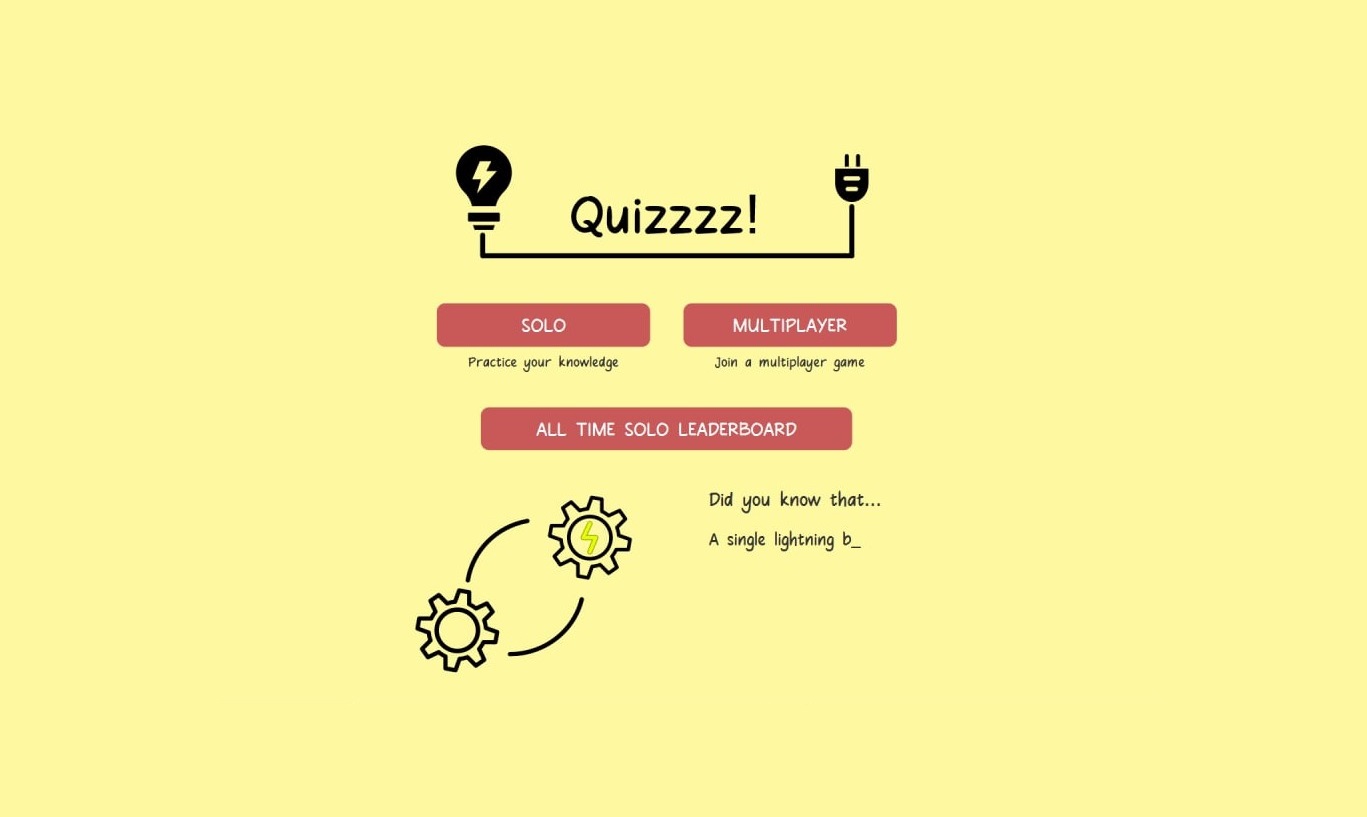 Quizzzz!
SOLO
MULTIPLAYER
Practice your knowledge
Join a multiplayer game
ALL TIME SOLO LEADERBOARD
Did you know that...
A single lightning b_